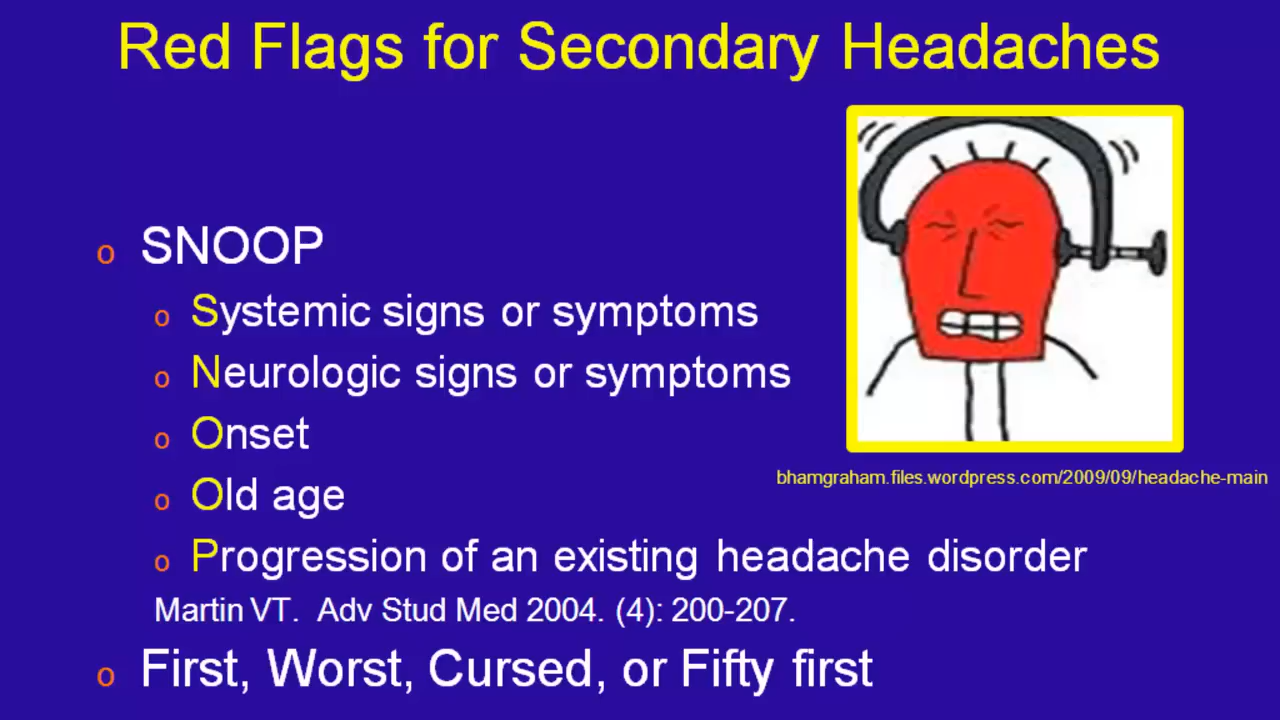 Red Flags for Secondary Headaches
o SNOOP
o Systemic signs or symptoms
o Neurologic signs or symptoms
o Onset
o Old age
bhamgraham.files.wordpress.com/2009/09/headache-main
o Progression of an existing headache disorder
Martin VT. Adv Stud Med 2004. (4): 200-207.
o First, Worst, Cursed, or Fifty first